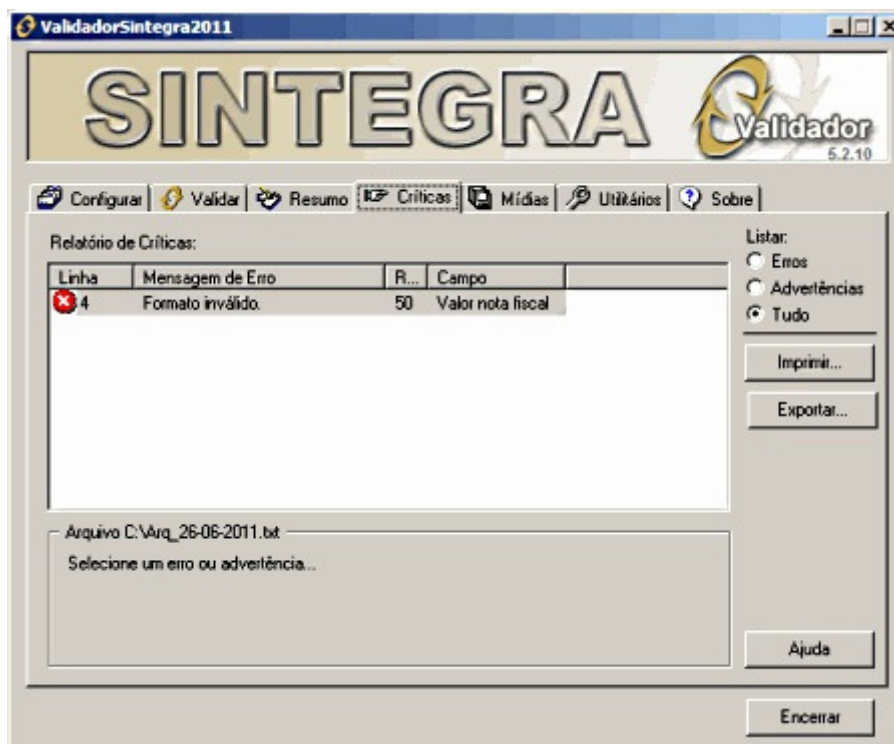 ValidadorSintegra2011
SINTEGRA
Validador
5.2.10
Configurar Validar Resumo Críticas Mídias Utilitários Sobre
Relatório de Críticas:
Linha Mensagem de Erro R... Campo
4 Formato inválido. 50 Valor nota fiscal
Listar:
Erros
Advertências
Tudo
Imprimir...
Exportar...
Arquivo C:\Arq_26-06-2011.txt
Selecione um erro ou advertência...
Ajuda
Encerrar